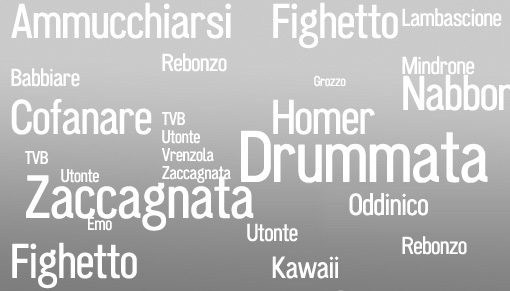 Ammucchiarsi
Fighetto
Lambascione
Rebonzo
Mindrone
Babbiare
Grozzo
Nabbor
Cofanare
TVB
Homer
Utonte
Drummata
TVB
Vrenzola
Utonte
Zaccagnata
Zaccagnata
Oddinico
Emo
Utonte
Rebonzo
Fighetto
Kawaii